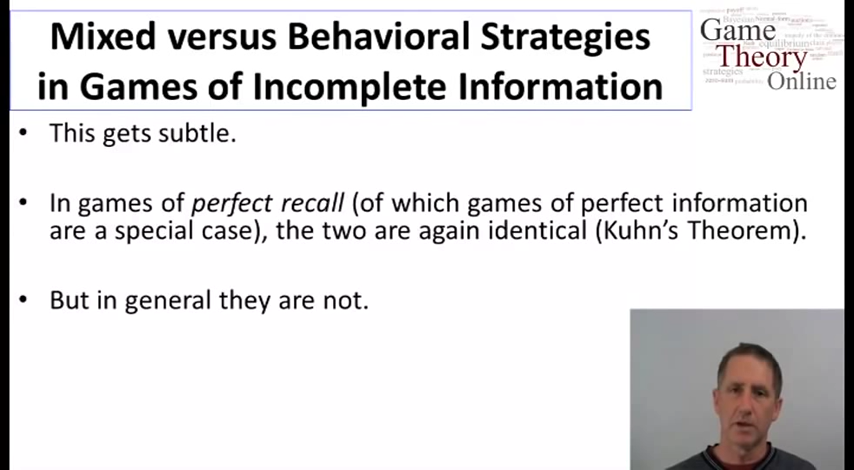 Mixed versus Behavioral Strategies
in Games of Incomplete Information
Game
Theory
Online
strategies
equilibrium
• This gets subtle.
• In games of perfect recall (of which games of perfect information
are a special case), the two are again identical (Kuhn's Theorem).
• But in general they are not.